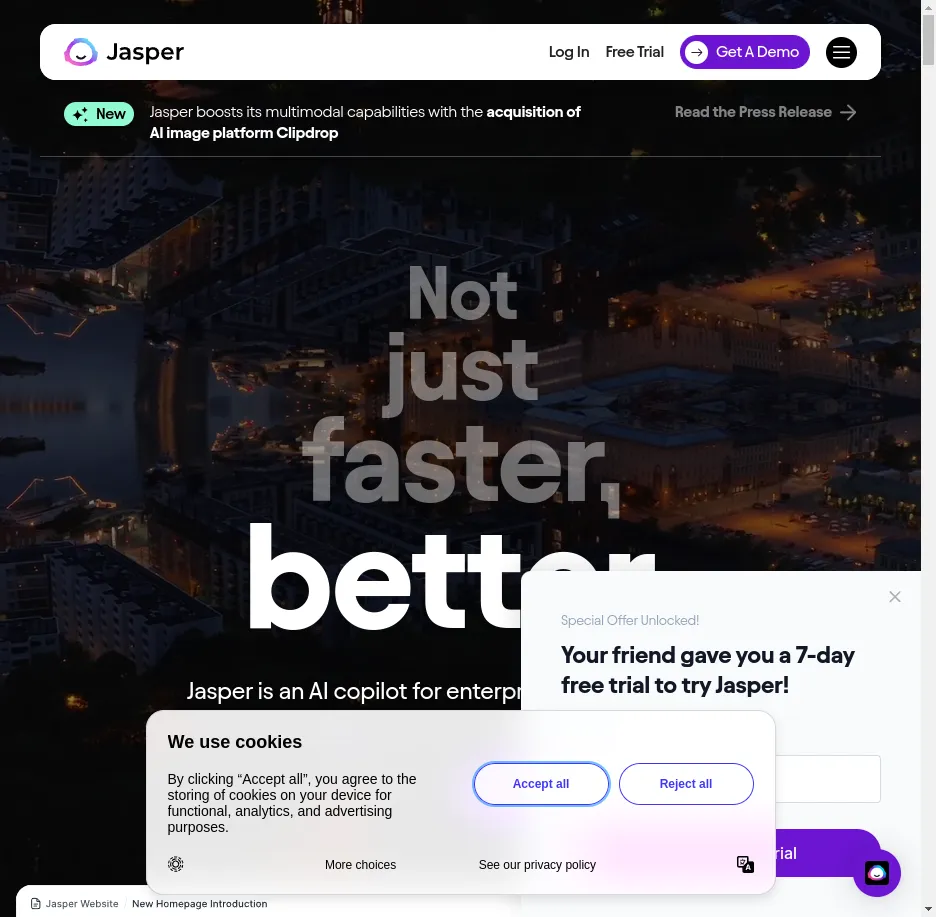 Jasper
Log In
Free Trial
Get A Demo
New
Jasper boosts its multimodal capabilities with the acquisition of
AI image platform Clipdrop
Read the Press Release
Not
just
faster,
better
Special Offer Unlocked!
Your friend gave you a 7-day
free trial to try Jasper!
Jasper is an AI copilot for
We use cookies
By clicking “Accept all”, you agree to the
storing of cookies on your device for
functional, analytics, and advertising
purposes.
Accept all
Reject all
More choices
See our privacy policy
Jasper Website
New Homepage Introduction